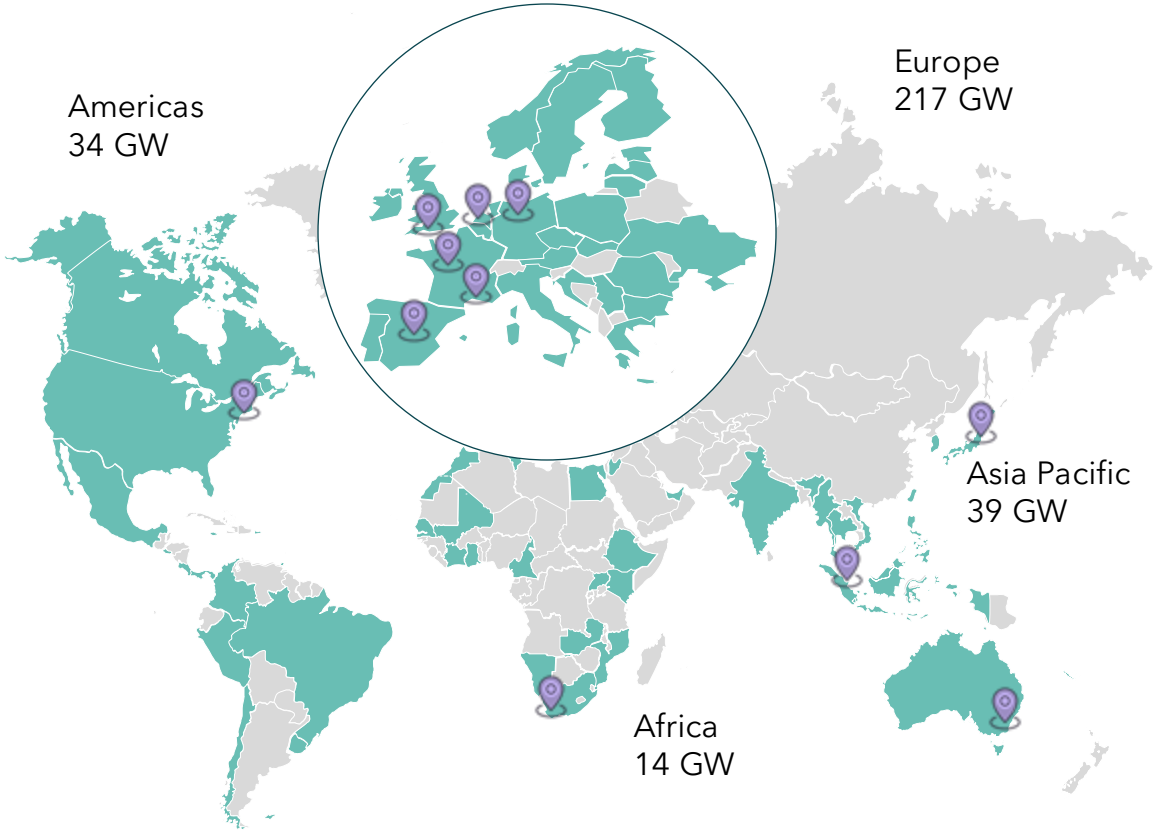 Americas
34 GW
Europe
217 GW
Asia Pacific
39 GW
Africa
14 GW